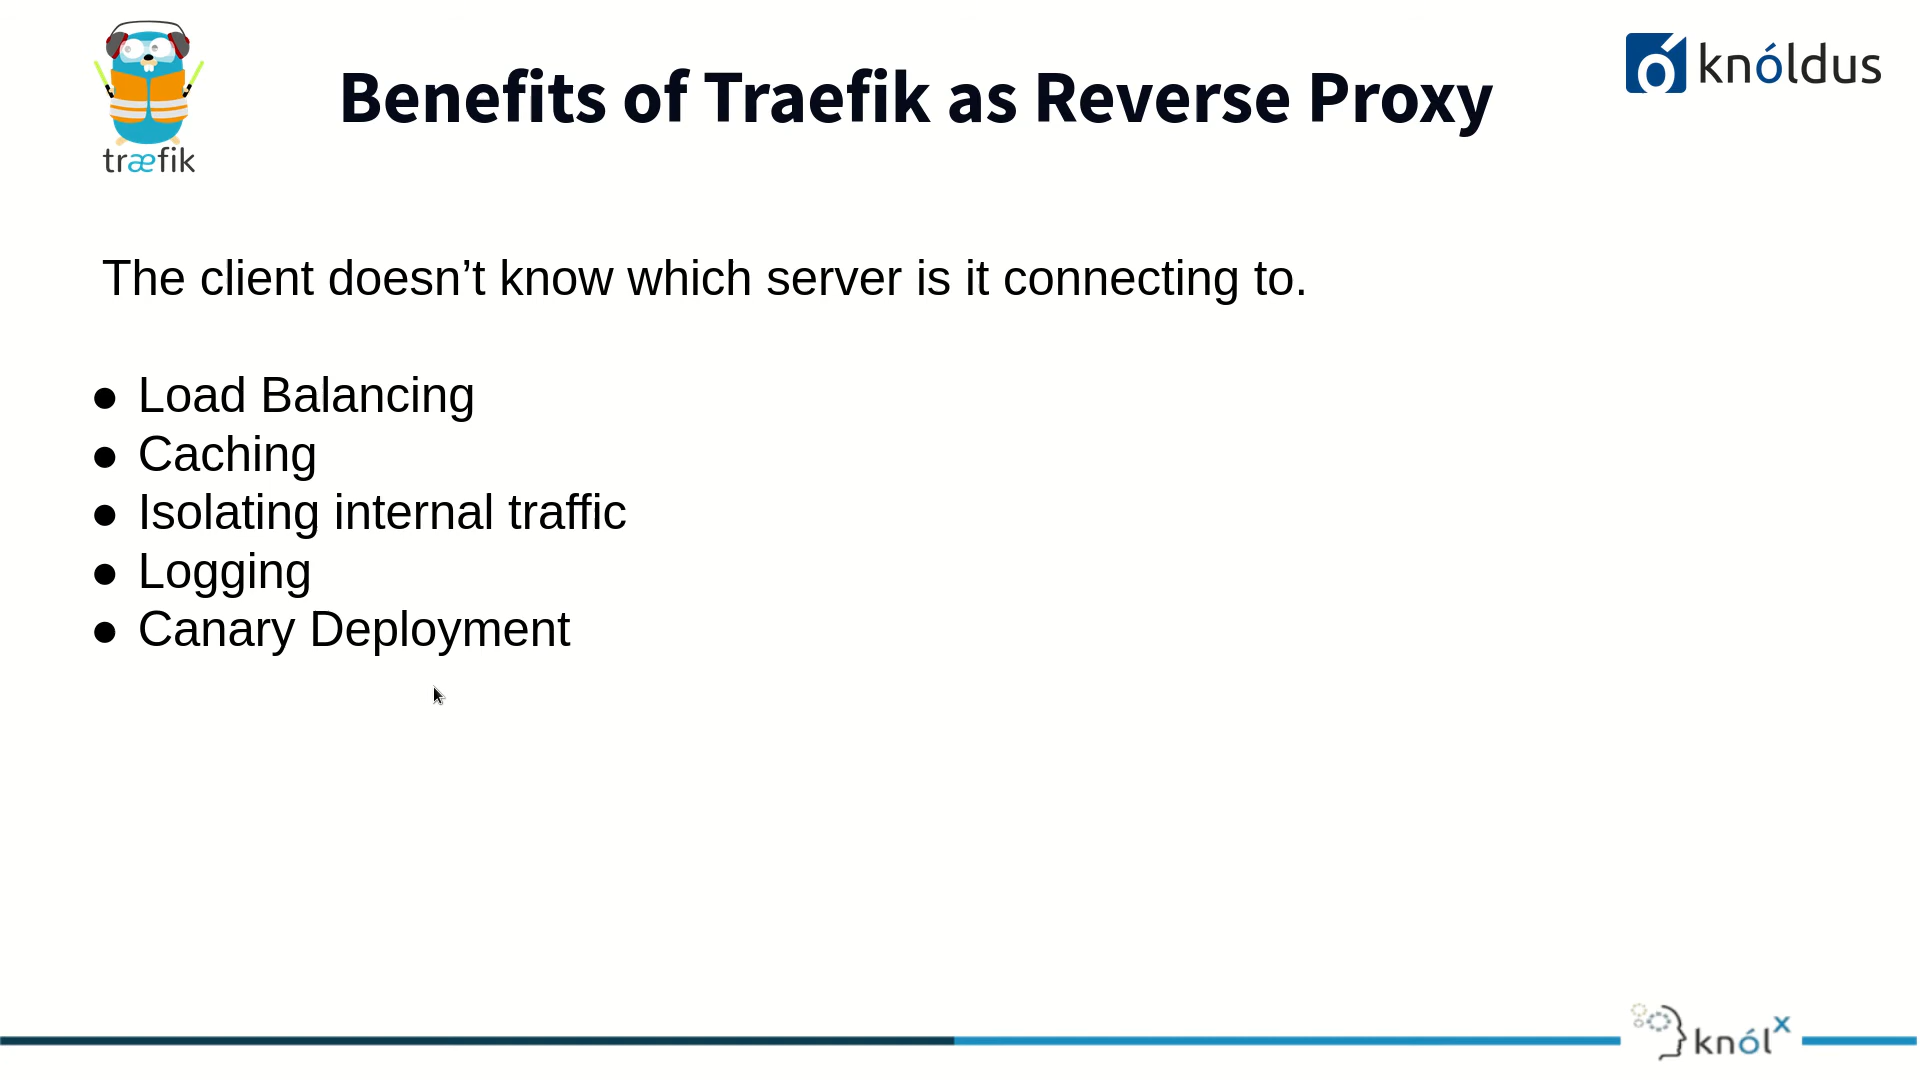 træfik
Benefits of Traefik as Reverse Proxy
knóldus
The client doesn’t know which server is it connecting to.
● Load Balancing
● Caching
● Isolating internal traffic
● Logging
● Canary Deployment
knólx